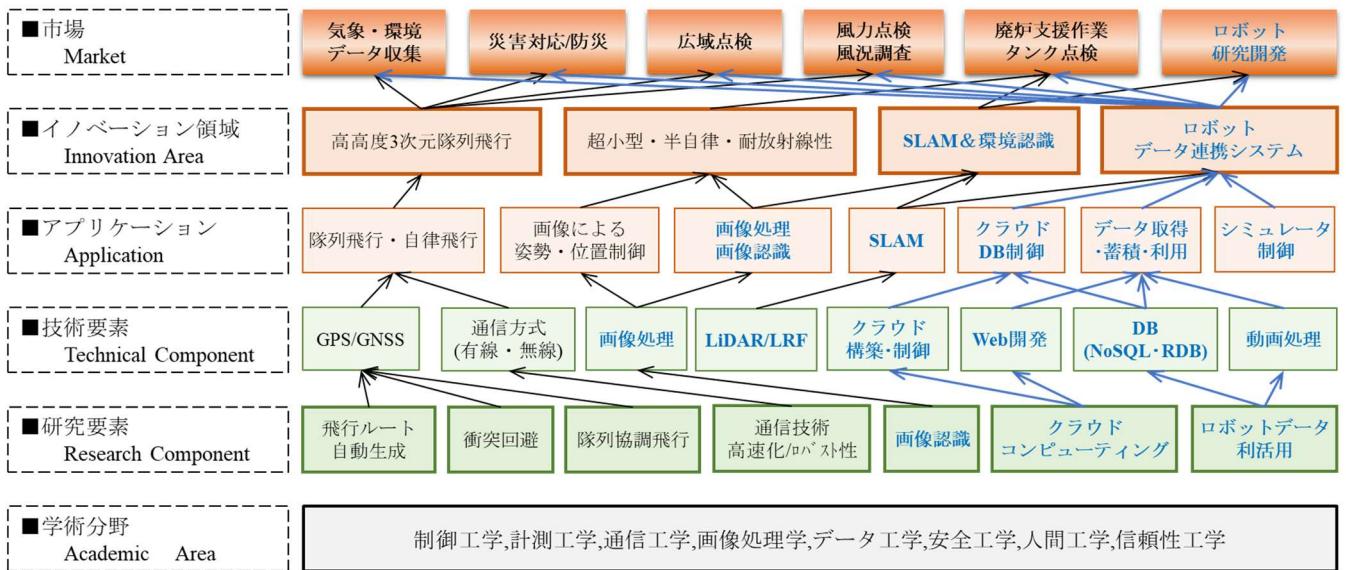 ■市場
Market
気象・環境
データ収集
災害対応/防災
広域点検
風力点検
風況調査
廃炉支援作業
タンク点検
ロボット
研究開発
■イノベーション領域
Innovation Area
高高度3次元隊列飛行
超小型・半自律・耐放射線性
SLAM＆環境認識
ロボット
データ連携システム
■アプリケーション
Application
隊列飛行・自律飛行
画像による
姿勢・位置制御
画像処理
画像認識
SLAM
クラウド
DB制御
データ取得
・蓄積・利用
シミュレータ
制御
■技術要素
Technical Component
GPS/GNSS
通信方式
(有線・無線)
画像処理
LiDAR/LRF
クラウド
構築・制御
Web開発
DB
(NoSQL・RDB)
動画処理
■研究要素
Research Component
飛行ルート
自動生成
衝突回避
隊列協調飛行
通信技術
高速化/ﾛﾊﾞｽﾄ性
画像認識
クラウド
コンピューティング
ロボットデータ
利活用
■学術分野
Academic Area
制御工学,計測工学,通信工学,画像処理学,データ工学,安全工学,人間工学,信頼性工学